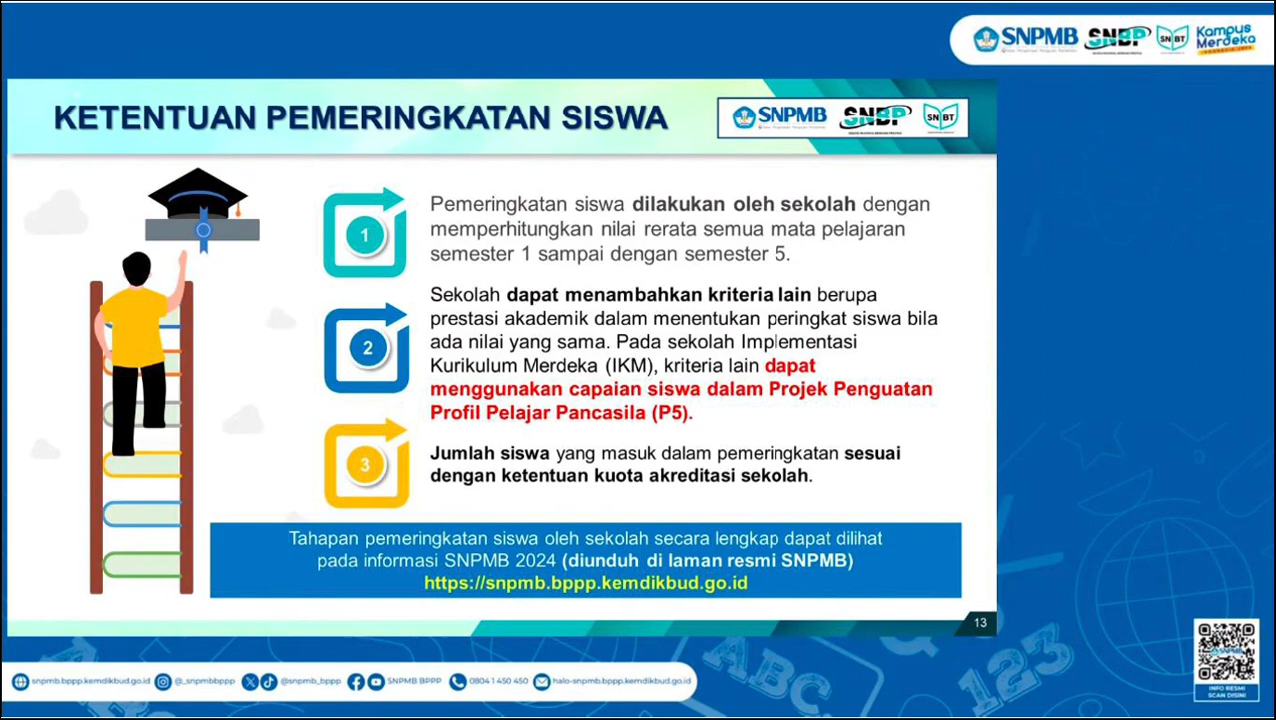 SNPMB
SNBP
SNBT
Kampus
Merdeka
INDONESIA JAYA
KETENTUAN PEMERINGKATAN SISWA
SNPMB
SNBP
SNBT
1
Pemeringkatan siswa dilakukan oleh sekolah dengan
memperhitungkan nilai rerata semua mata pelajaran
semester 1 sampai dengan semester 5.
2
Sekolah dapat menambahkan kriteria lain berupa
prestasi akademik dalam menentukan peringkat siswa bila
ada nilai yang sama. Pada sekolah Implementasi
Kurikulum Merdeka (IKM), kriteria lain dapat
menggunakan capaian siswa dalam Projek Penguatan
Profil Pelajar Pancasila (P5).
3
Jumlah siswa yang masuk dalam pemeringkatan sesuai
dengan ketentuan kuota akreditasi sekolah.
Tahapan pemeringkatan siswa oleh sekolah secara lengkap dapat dilihat
pada informasi SNPMB 2024 (diunduh di laman resmi SNPMB)
https://snpmb.bppp.kemdikbud.go.id
13
ABC
123
snpmb.bppp.kemdikbud.go.id @_snpmbbppp @snpmb_bppp SNPMB BPPP 0804 1 450 450 halo-snpmb.bppp.kemdikbud.go.id
SNPMB
INFO RESMI
SCAN DISINI